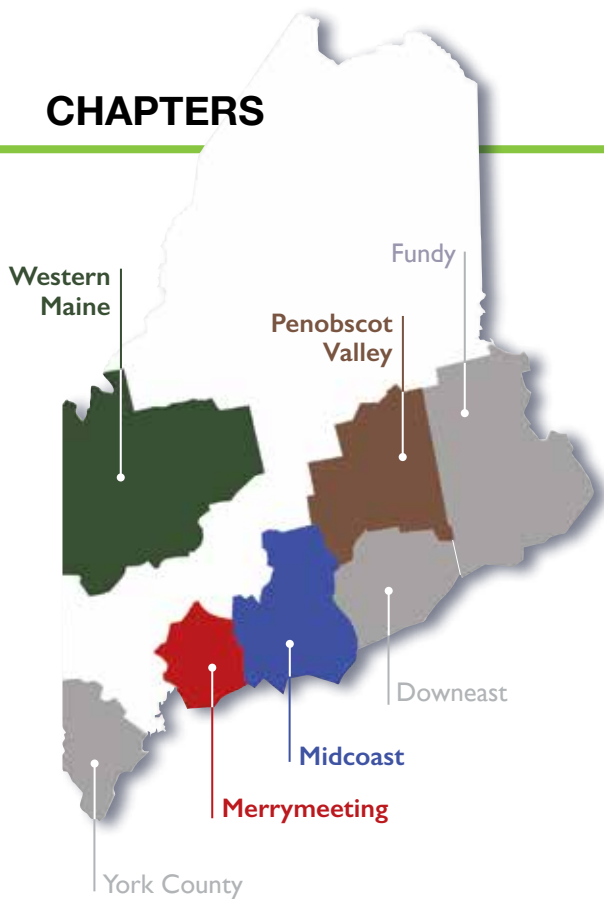 CHAPTERS
Fundy
Western
Maine
Penobscot
Valley
Downeast
Midcoast
Merrymeeting
York County